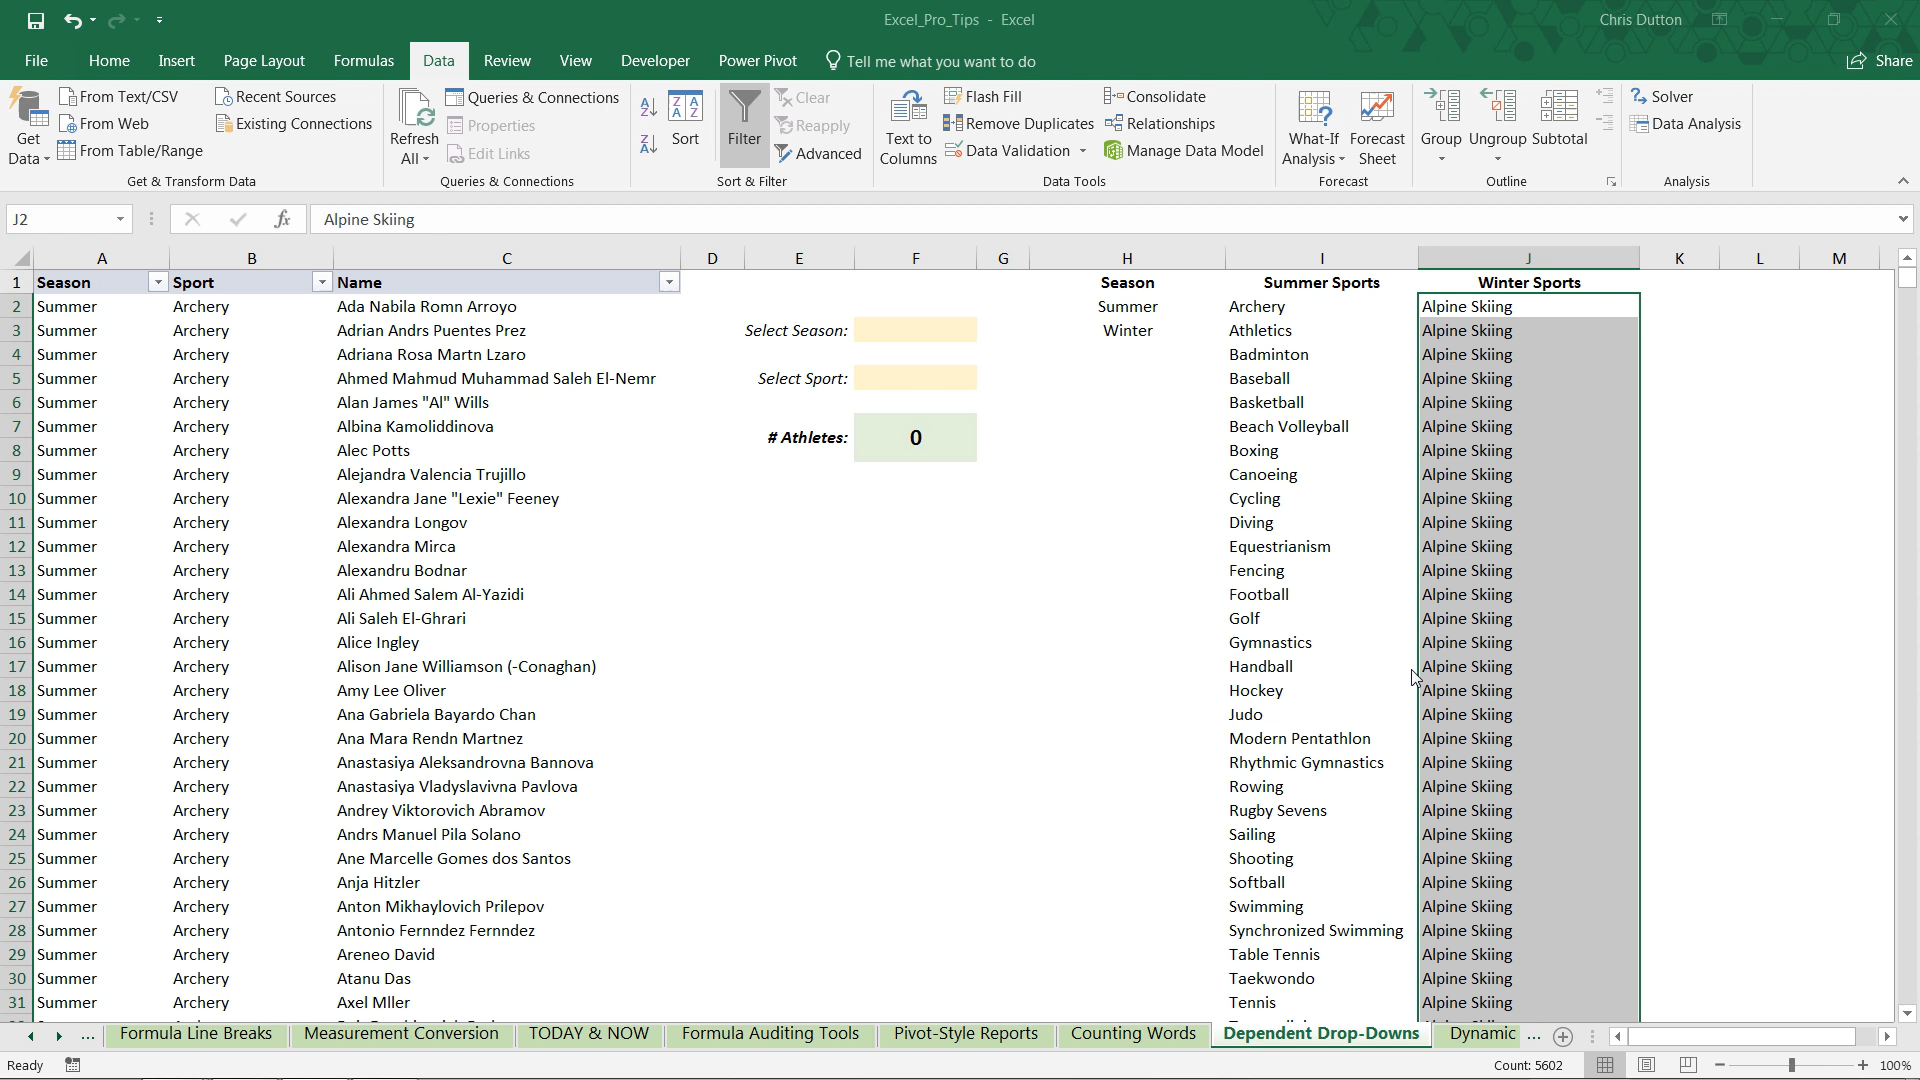 Excel_Pro_Tips - Excel
Chris Dutton
File Home Insert Page Layout Formulas Data Review View Developer Power Pivot Tell me what you want to do Share
Get Data
From Text/CSV
From Web
From Table/Range
Recent Sources
Existing Connections
Get & Transform Data
Refresh All
Queries & Connections
Properties
Edit Links
Queries & Connections
Sort
Filter
Clear
Reapply
Advanced
Sort & Filter
Text to Columns
Flash Fill
Remove Duplicates
Data Validation
Consolidate
Relationships
Manage Data Model
Data Tools
What-If Analysis
Forecast Sheet
Forecast
Group
Ungroup
Subtotal
Outline
Solver
Data Analysis
Analysis
J2 fx Alpine Skiing
A B C D E F G H I J K L M
1 Season Sport Name Season Summer Sports Winter Sports
2 Summer Archery Ada Nabila Romn Arroyo Summer Archery Alpine Skiing
3 Summer Archery Adrian Andrs Puentes Prez Select Season: Winter Athletics Alpine Skiing
4 Summer Archery Adriana Rosa Martn Lzaro Badminton Alpine Skiing
5 Summer Archery Ahmed Mahmud Muhammad Saleh El-Nemr Select Sport: Baseball Alpine Skiing
6 Summer Archery Alan James "Al" Wills Basketball Alpine Skiing
7 Summer Archery Albina Kamoliddinova # Athletes: 0 Beach Volleyball Alpine Skiing
8 Summer Archery Alec Potts Boxing Alpine Skiing
9 Summer Archery Alejandra Valencia Trujillo Canoeing Alpine Skiing
10 Summer Archery Alexandra Jane "Lexie" Feeney Cycling Alpine Skiing
11 Summer Archery Alexandra Longov Diving Alpine Skiing
12 Summer Archery Alexandra Mirca Equestrianism Alpine Skiing
13 Summer Archery Alexandru Bodnar Fencing Alpine Skiing
14 Summer Archery Ali Ahmed Salem Al-Yazidi Football Alpine Skiing
15 Summer Archery Ali Saleh El-Ghrari Golf Alpine Skiing
16 Summer Archery Alice Ingley Gymnastics Alpine Skiing
17 Summer Archery Alison Jane Williamson (-Conaghan) Handball Alpine Skiing
18 Summer Archery Amy Lee Oliver Hockey Alpine Skiing
19 Summer Archery Ana Gabriela Bayardo Chan Judo Alpine Skiing
20 Summer Archery Ana Mara Rendn Martnez Modern Pentathlon Alpine Skiing
21 Summer Archery Anastasiya Aleksandrovna Bannova Rhythmic Gymnastics Alpine Skiing
22 Summer Archery Anastasiya Vladyslavivna Pavlova Rowing Alpine Skiing
23 Summer Archery Andrey Viktorovich Abramov Rugby Sevens Alpine Skiing
24 Summer Archery Andrs Manuel Pila Solano Sailing Alpine Skiing
25 Summer Archery Ane Marcelle Gomes dos Santos Shooting Alpine Skiing
26 Summer Archery Anja Hitzler Softball Alpine Skiing
27 Summer Archery Anton Mikhaylovich Prilepov Swimming Alpine Skiing
28 Summer Archery Antonio Fernndez Fernndez Synchronized Swimming Alpine Skiing
29 Summer Archery Areneo David Table Tennis Alpine Skiing
30 Summer Archery Atanu Das Taekwondo Alpine Skiing
31 Summer Archery Axel Mller Tennis Alpine Skiing
... Formula Line Breaks Measurement Conversion TODAY & NOW Formula Auditing Tools Pivot-Style Reports Counting Words Dependent Drop-Downs Dynamic ...
Ready Count: 5602 100%